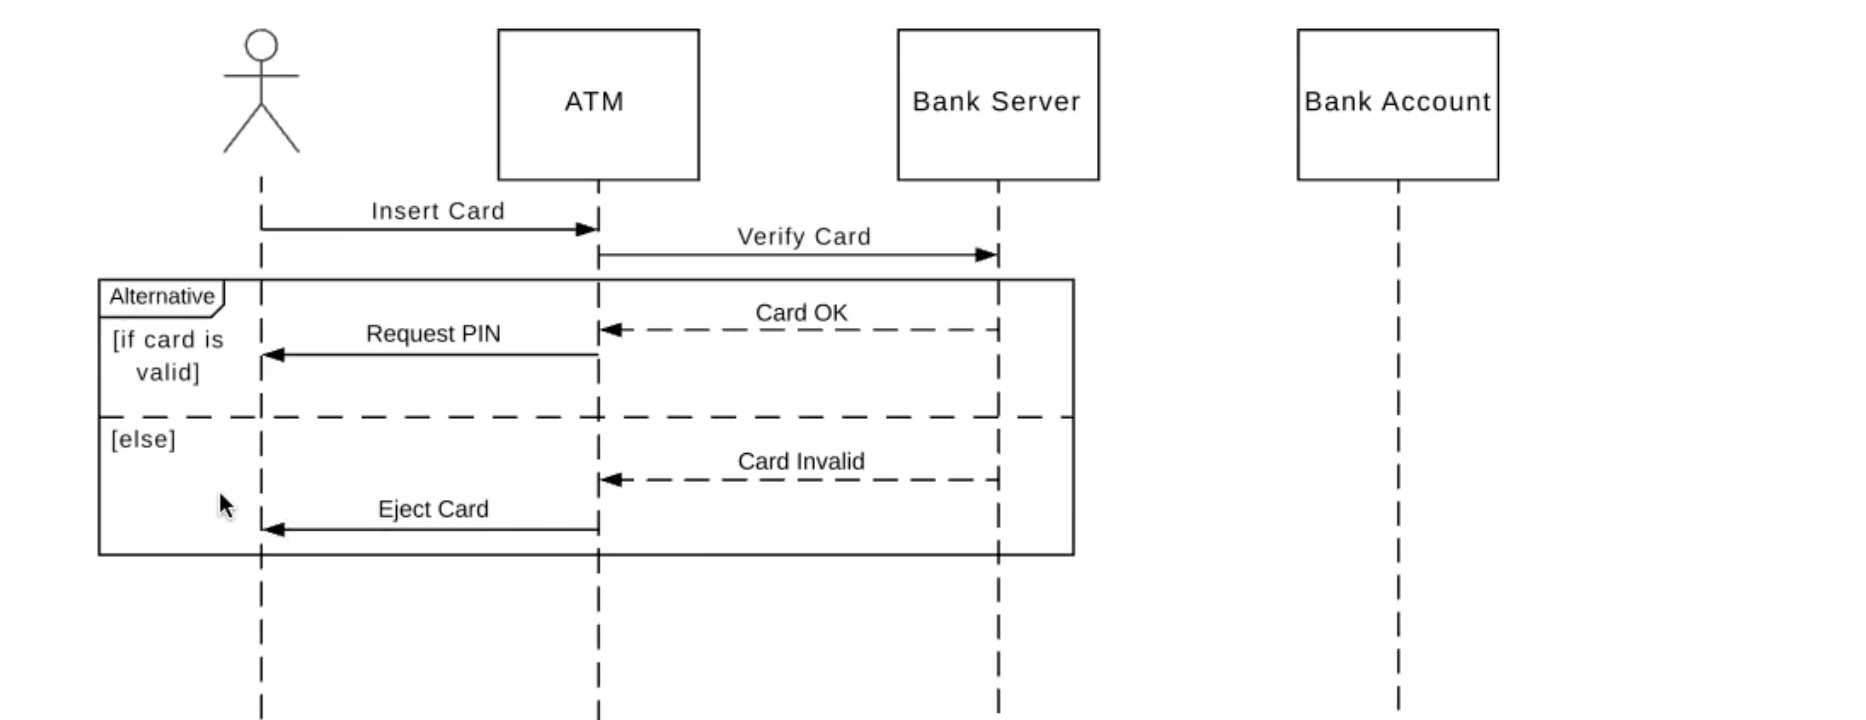 ATM
Bank Server
Bank Account
Insert Card
Verify Card
Alternative
Card OK
Request PIN
[if card is
valid]
[else]
Card Invalid
Eject Card